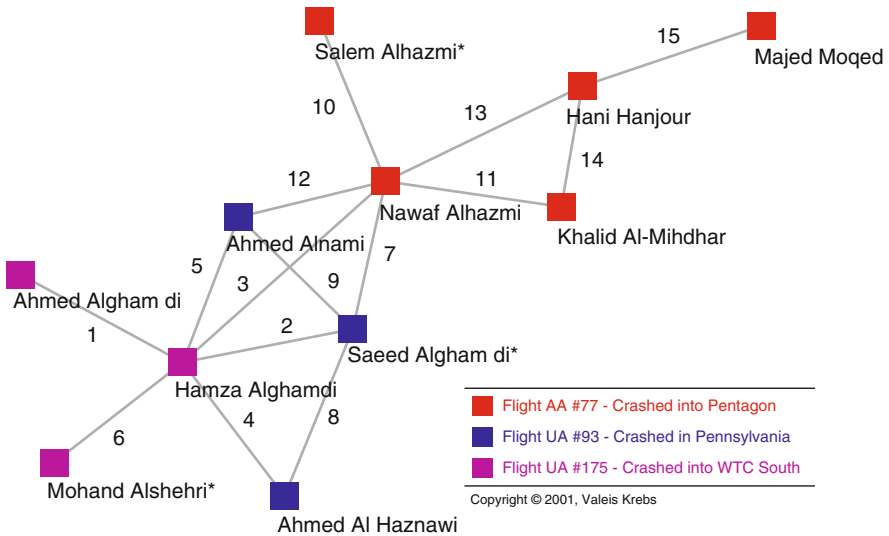 15
Salem Alhazmi*
Majed Moqed
10
13
Hani Hanjour
14
12
11
Nawaf Alhazmi
Khalid Al-Mihdhar
Ahmed Alnami
7
5
3
9
Ahmed Algham di
1
2
Saeed Algham di*
Hamza Alghamdi
4
8
6
Mohand Alshehri*
Ahmed Al Haznawi
Flight AA #77 - Crashed into Pentagon
Flight UA #93 - Crashed in Pennsylvania
Flight UA #175 - Crashed into WTC South
Copyright © 2001, Valeis Krebs